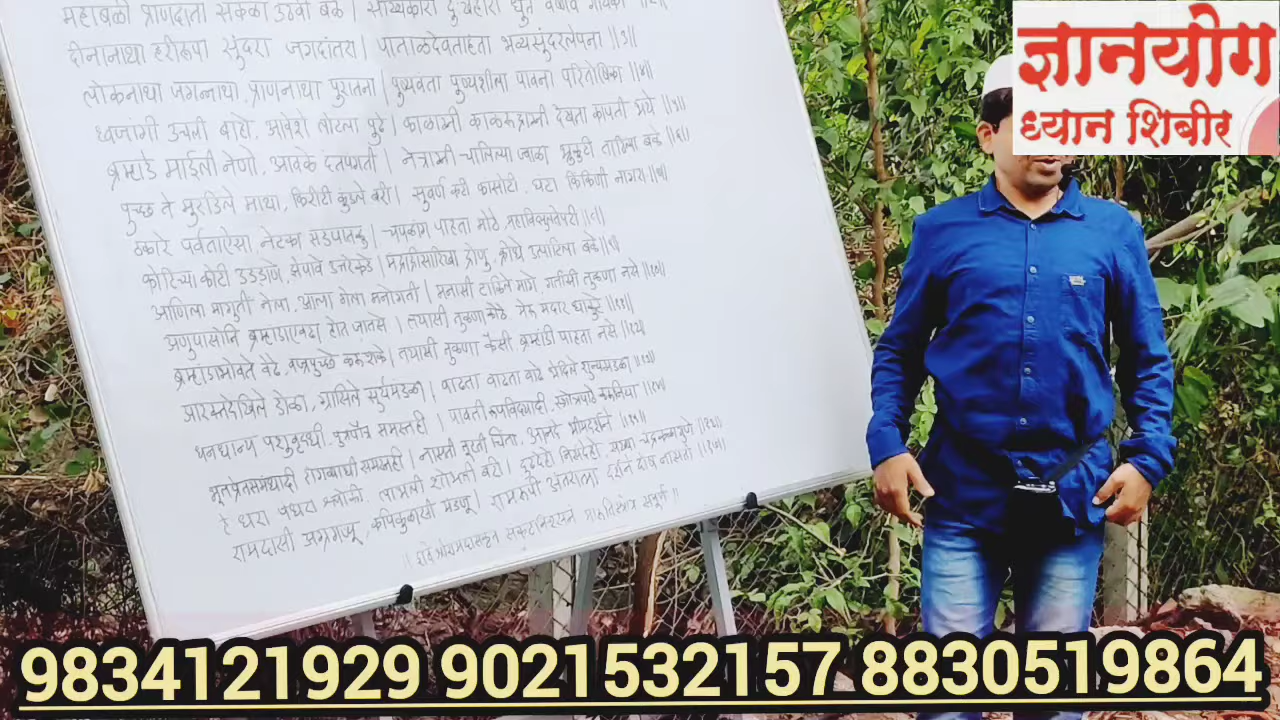 महाबळी प्राणदाता सकळां उठवी बळे | सौख्यकारी दुःखहारी धुर्त वैष्णव गायका ||२||
दीनानाथा हरीरूपा सुंदरा जगदांतरा | पाताळदेवताहंता भव्यसुंदरलेपना ||३||
लोकनाथा जगन्नाथा, प्राणनाथा पुरातना | पुण्यवंता पुण्यशीला पावना परितोषिका ||४||
ध्वजांगी उचली बाहो, आवेशे लोटला पुढे | काळाग्नी काळरुद्राग्नी देखता कापती भये ||५||
ब्रम्हांडे माईली नेणो, आवळे दंतपंगती | नेत्राग्नी चालिल्या ज्वाळा भ्रुकुटी ताठिल्या बळे ||६||
पुच्छ ते मुरडिले माथा, किरीटी कुंडले बरी | सुवर्ण कटी कासोटी, घंटा किंकिणी नागरा ||७||
ठकारे पर्वताऐसा नेटका सडपातळु | चपळांग पाहता मोठे महाविद्युल्लतेपरी ||८||
कोटिच्या कोटी उड्डाणे, झेपावे उत्तरेकडे | मंद्राद्रीसारिखा द्रोणु क्रोधे उत्पाटिला बळे ||९||
आणिला मागुती नेला, आला गेला मनोगती | मनासी टाकिले मागे गतीसी तुळणा नसे ||१०||
अणुपासोनि ब्रम्हांडाएवढा होत जातसे | तयासी तुळणा कोठे मेरु मंदार धाकुटे ||११||
ब्रम्हांडाभोवते वेढे, वज्रपुच्छे करू शके | तयासी तुळणा कैसी ब्रम्हांडी पाहता नसे ||१२||
आरक्तदेखिले डोळा, ग्रासिले सुर्यमंडळा | वाढता वाढता वाढे भेदिले शुन्यमंडळा ||१३||
धनधान्य पशुवृध्दी पुत्रपौत्र समस्तही | पावती रूपविद्यादी, स्तोत्रपाठे करूनिया ||१४||
भूतप्रेतसमंधादी रोगव्याधी समस्तही | नासती तुटती चिंता, आनंदे भीमदर्शने ||१५||
हे धरा पंधरा श्लोकी लाभली शोभली बरी | दृढदेहो निसंदेहो, संख्या चंद्रकळा गुणे ||१६||
रामदासी अग्रगण्यू, कपिकुळासी मंडणू | रामरूपी अंतरात्मा दर्शने दोष नासती ||१७||
|| इति श्रीरामदासकृत संकटनिरसन मारुतिस्तोत्र संपूर्ण ||
ज्ञानयोग
ध्यान शिबीर
9834121929 9021532157 8830519864